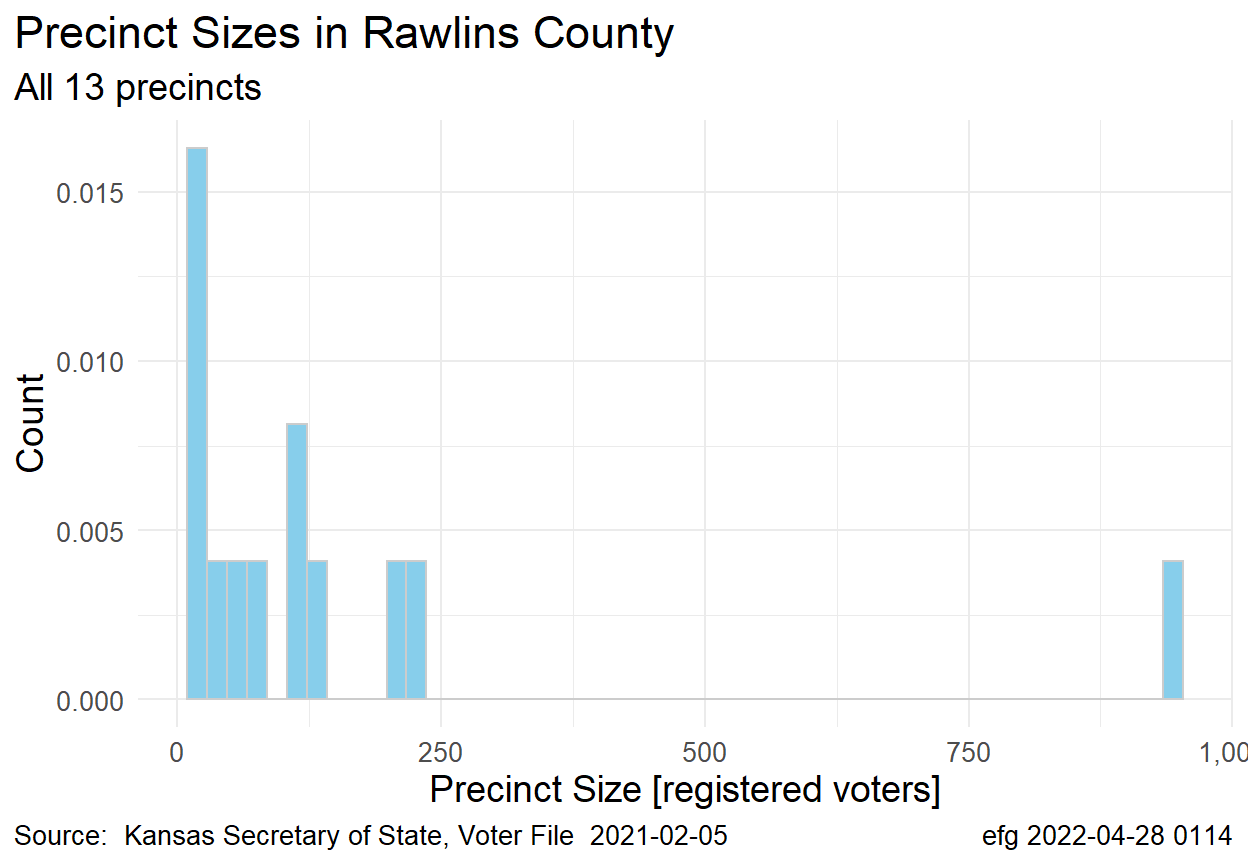 Precinct Sizes in Rawlins County
All 13 precincts
0.015
0.010
0.005
0.000
Count
0 250 500 750 1,00
Precinct Size [registered voters]
Source:  Kansas Secretary of State, Voter File  2021-02-05 efg 2022-04-28 0114